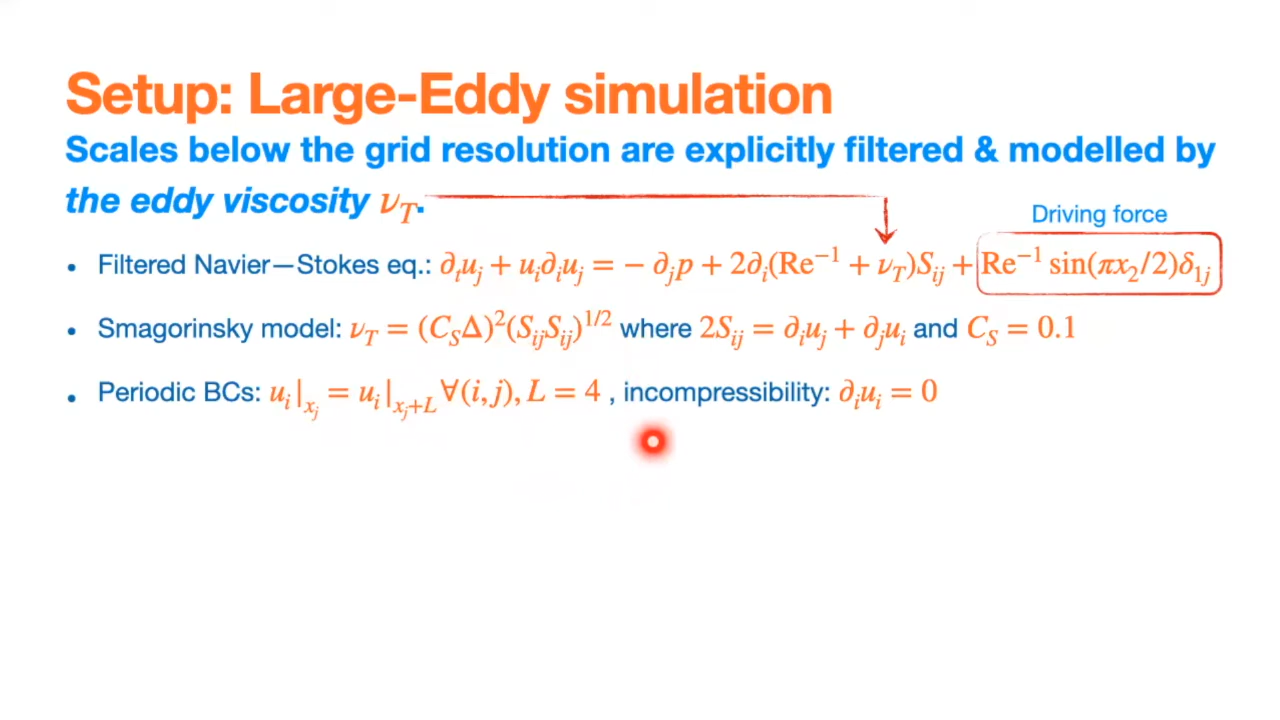 Setup: Large-Eddy simulation
Scales below the grid resolution are explicitly filtered & modelled by
the eddy viscosity ν_T.
Driving force
• Filtered Navier—Stokes eq.: ∂_t u_j + u_i ∂_i u_j = − ∂_j p + 2∂_i(Re⁻¹ + ν_T)S_ij + Re⁻¹ sin(πx_2/2)δ_1j
• Smagorinsky model: ν_T = (C_S Δ)²(S_ij S_ij)^1/2 where 2S_ij = ∂_i u_j + ∂_j u_i and C_S = 0.1
• Periodic BCs: u_i|_x_j = u_i|_x_j+L ∀(i, j), L = 4 , incompressibility: ∂_i u_i = 0